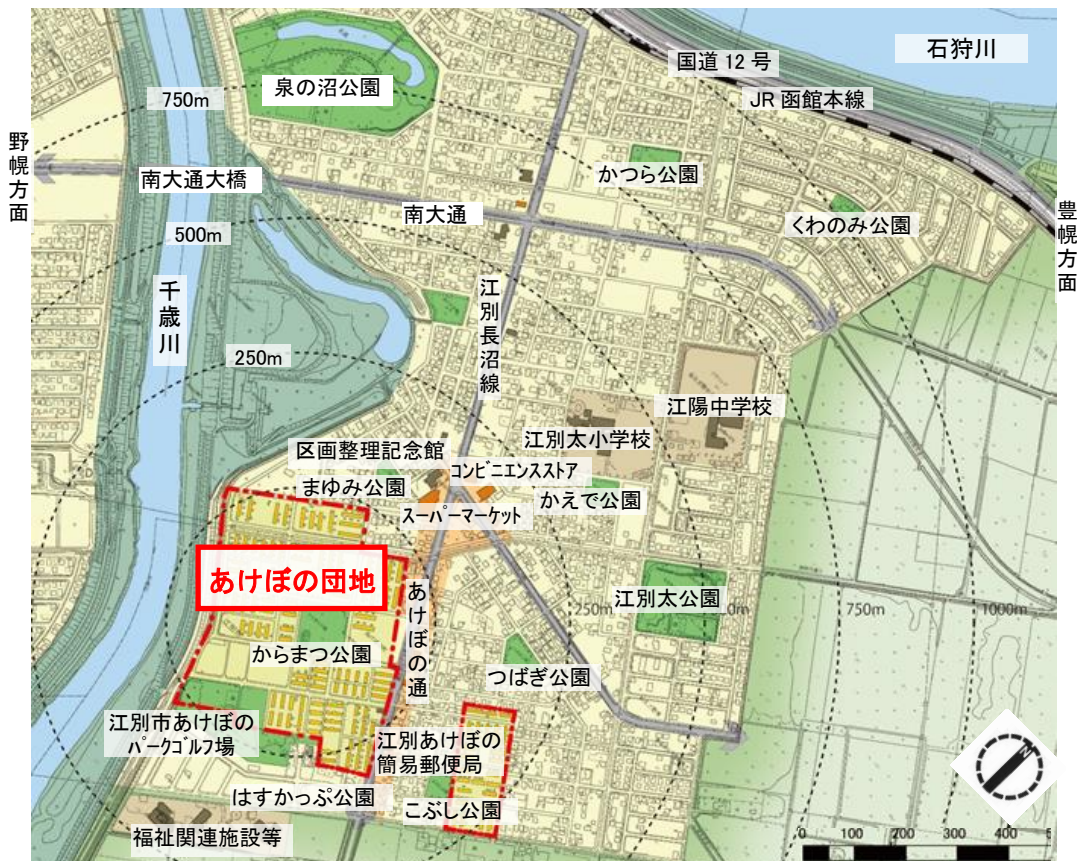 石狩川
国道 12 号
JR 函館本線
泉の沼公園
750m
野幌方面
かつら公園
南大通大橋
南大通
くわのみ公園
豊幌方面
500m
千歳川
江別長沼線
250m
江陽中学校
江別太小学校
区画整理記念館
コンビニエンスストア
まゆみ公園
かえで公園
スーパーマーケット
あけぼの団地
あけぼの通
250m
江別太公園
0m
750m
1000m
からまつ公園
つばき公園
江別市あけぼの
パークゴルフ場
江別あけぼの
簡易郵便局
はすかっぷ公園
こぶし公園
福祉関連施設等
0 100 200 300 400 5